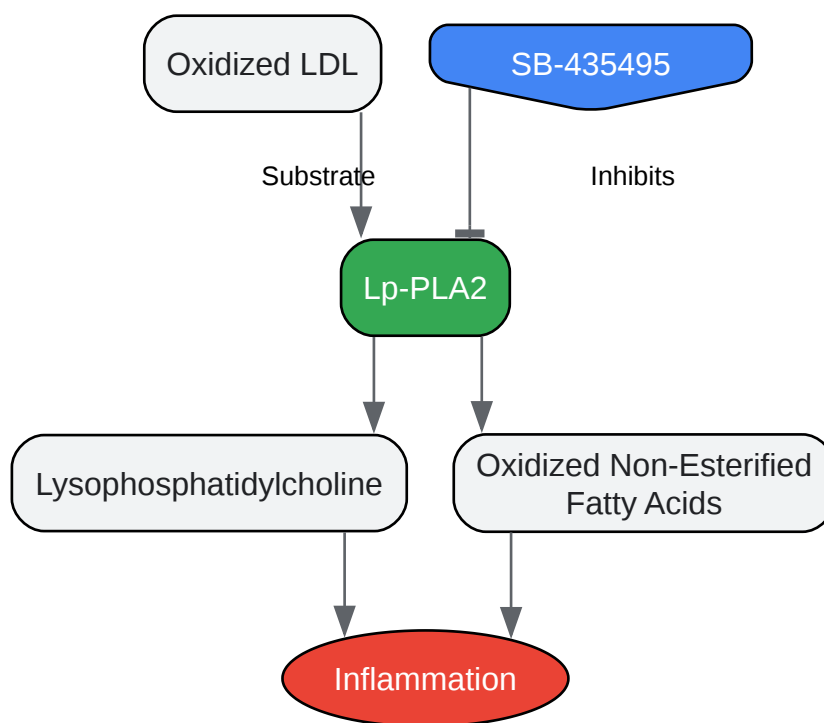 Oxidized LDL
SB-435495
Substrate
Inhibits
Lp-PLA2
Lysophosphatidylcholine
Oxidized Non-Esterified
Fatty Acids
Inflammation